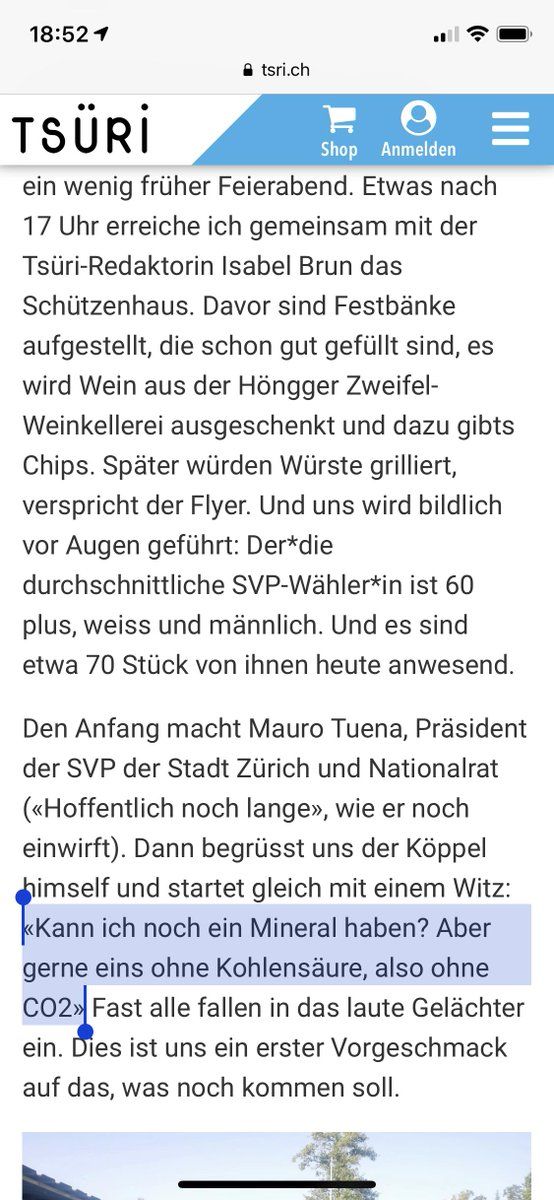 18:52
tsri.ch
TSÜRI
Shop
Anmelden
ein wenig früher Feierabend. Etwas nach
17 Uhr erreiche ich gemeinsam mit der
Tsüri-Redaktorin Isabel Brun das
Schützenhaus. Davor sind Festbänke
aufgestellt, die schon gut gefüllt sind, es
wird Wein aus der Höngger Zweifel-
Weinkellerei ausgeschenkt und dazu gibts
Chips. Später würden Würste grilliert,
verspricht der Flyer. Und uns wird bildlich
vor Augen geführt: Der*die
durchschnittliche SVP-Wähler*in ist 60
plus, weiss und männlich. Und es sind
etwa 70 Stück von ihnen heute anwesend.
Den Anfang macht Mauro Tuena, Präsident
der SVP der Stadt Zürich und Nationalrat
(«Hoffentlich noch lange», wie er noch
einwirft). Dann begrüsst uns der Köppel
himself und startet gleich mit einem Witz:
«Kann ich noch ein Mineral haben? Aber
gerne eins ohne Kohlensäure, also ohne
CO2» Fast alle fallen in das laute Gelächter
ein. Dies ist uns ein erster Vorgeschmack
auf das, was noch kommen soll.